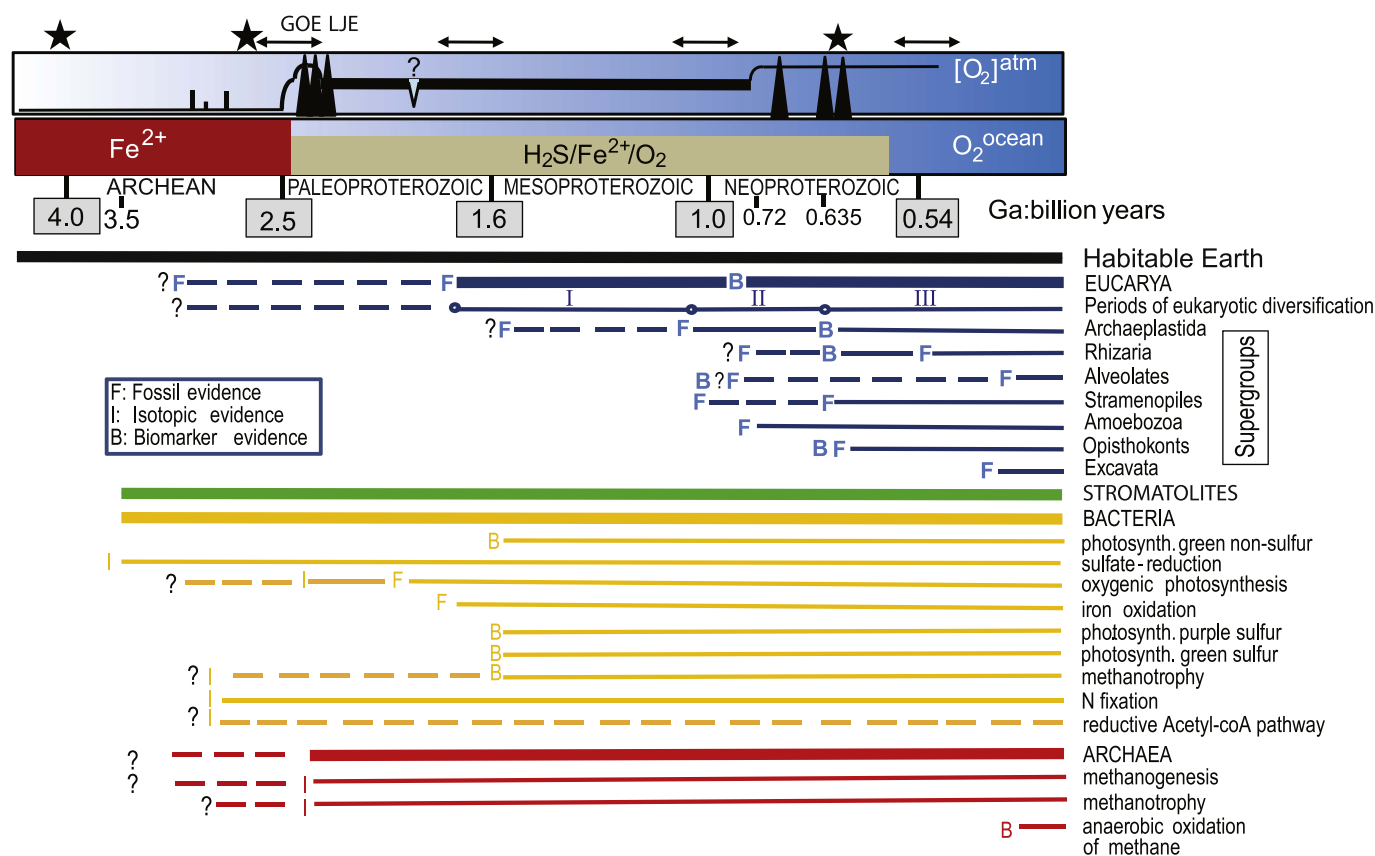 GOE LJE
?
[O2]atm
Fe2+
H2S/Fe2+/O2
O2ocean
ARCHEAN
PALEOPROTEROZOIC
MESOPROTEROZOIC
NEOPROTEROZOIC
4.0
3.5
2.5
1.6
1.0
0.72
0.635
0.54
Ga:billion years
Habitable Earth
? F F B EUCARYA
? I II III Periods of eukaryotic diversification
? F F B Archaeplastida
? F B F Rhizaria
B ? F F Alveolates
F F Stramenopiles
F Amoebozoa
B F Opisthokonts
F Excavata
Supergroups
F: Fossil evidence
I: Isotopic evidence
B: Biomarker evidence
STROMATOLITES
BACTERIA
B photosynth. green non-sulfur
I sulfate-reduction
? I F oxygenic photosynthesis
F iron oxidation
B photosynth. purple sulfur
B photosynth. green sulfur
? I B methanotrophy
I N fixation
? I reductive Acetyl-coA pathway
? ARCHAEA
? I methanogenesis
? I methanotrophy
B anaerobic oxidation
of methane